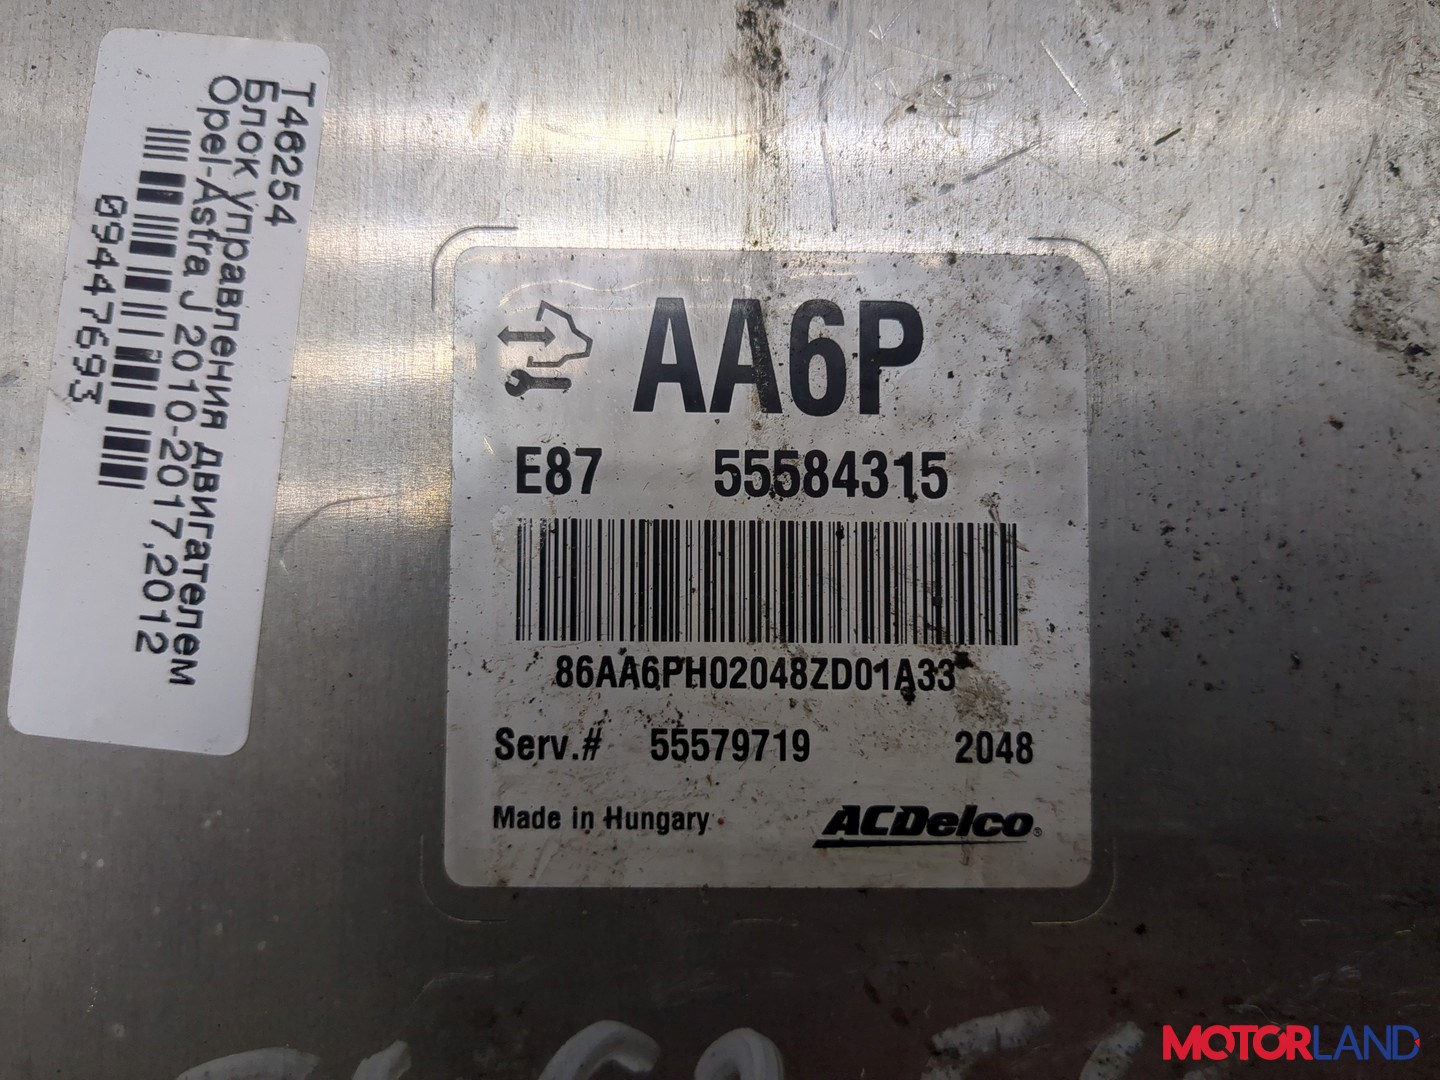 T46254
Блок управления двигателем
Opel-Astra J 2010-2017,2012
09447693
AA6P
E87 55584315
86AA6PH02048ZD01A33
Serv.# 55579719 2048
Made in Hungary ACDelco®
MOTORLAND